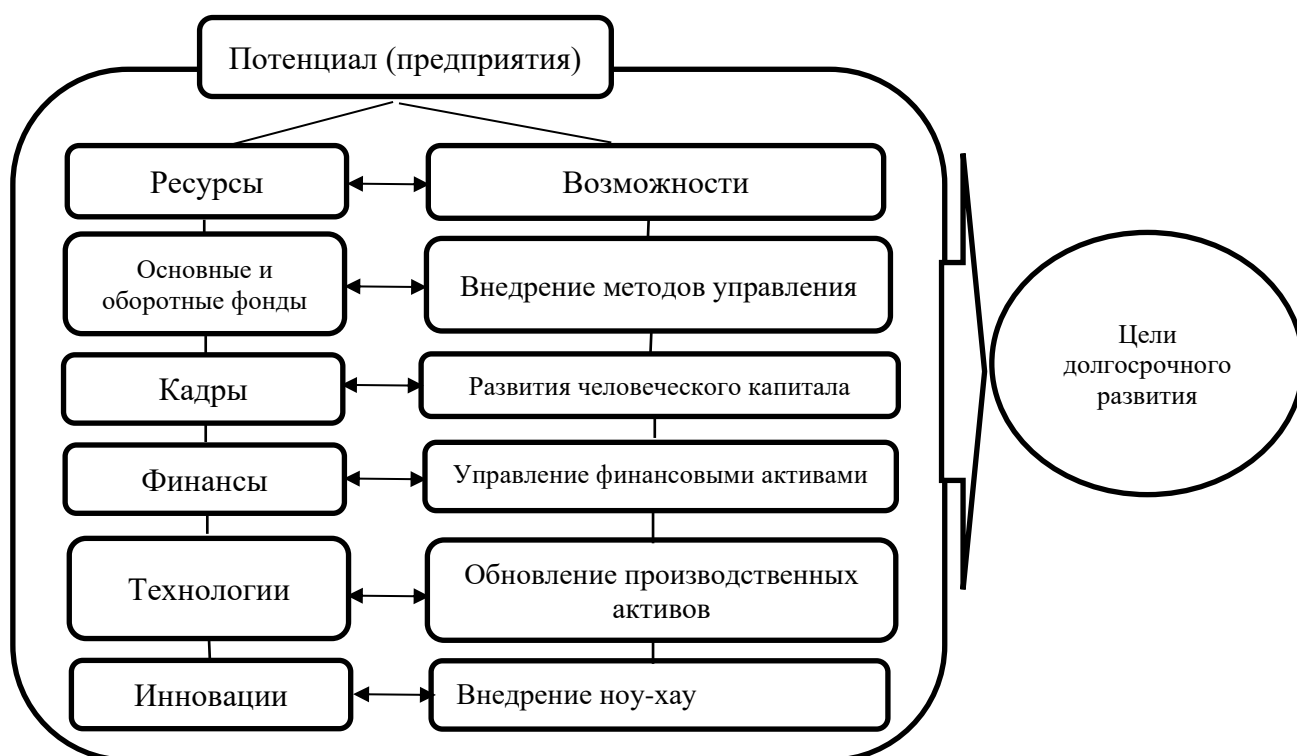 Потенциал (предприятия)
Ресурсы
Возможности
Основные и
оборотные фонды
Внедрение методов управления
Кадры
Развития человеческого капитала
Финансы
Управление финансовыми активами
Технологии
Обновление производственных
активов
Инновации
Внедрение ноу-хау
Цели
долгосрочного
развития